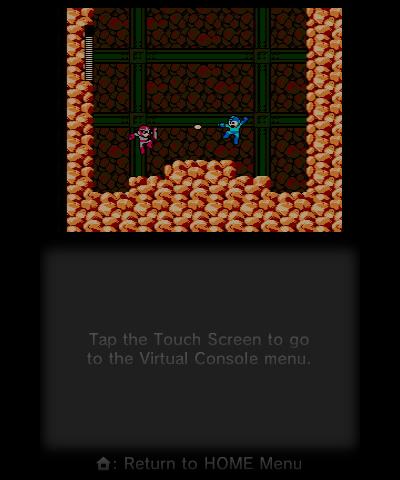 Tap the Touch Screen to go
to the Virtual Console menu.
: Return to HOME Menu